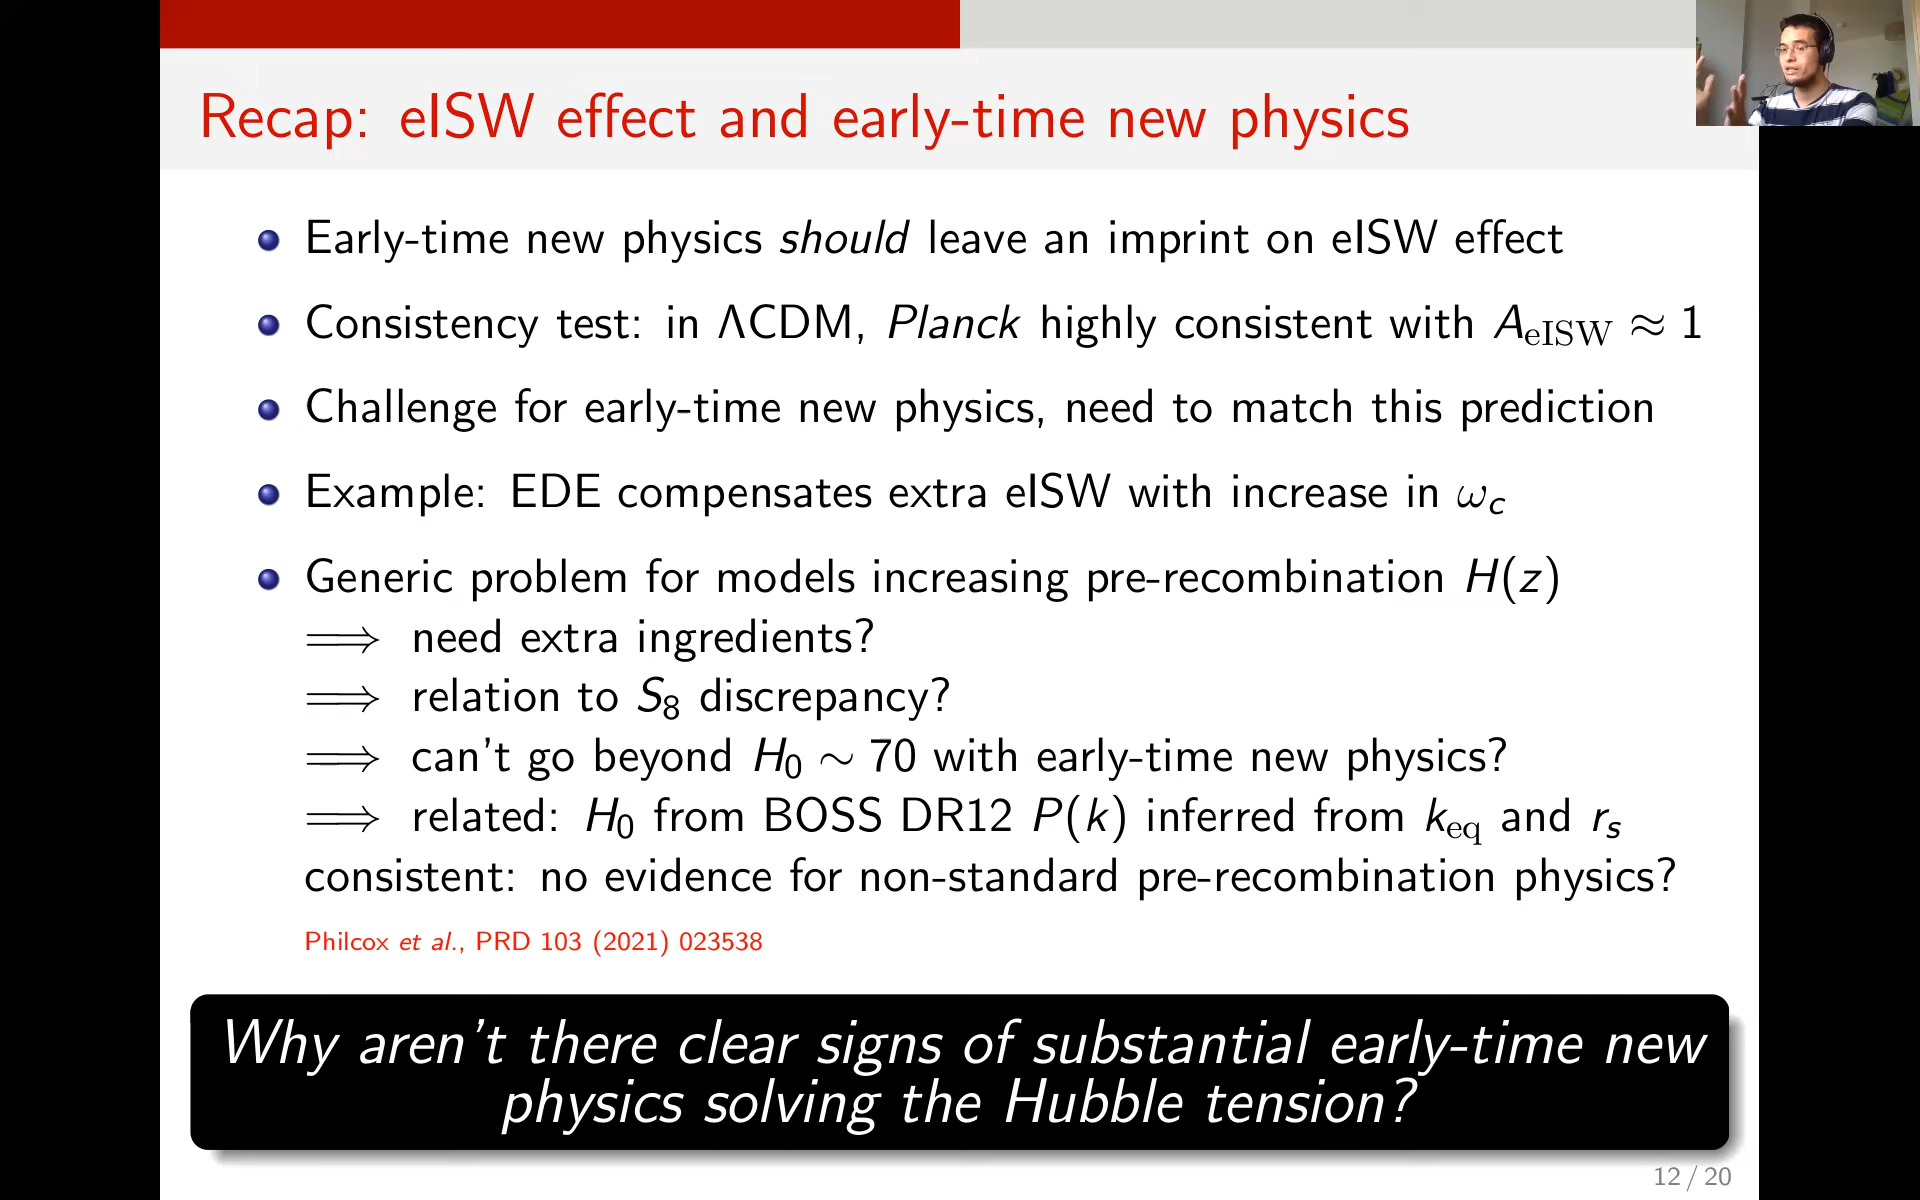 Recap: eISW effect and early-time new physics
Early-time new physics should leave an imprint on eISW effect
Consistency test: in ΛCDM, Planck highly consistent with A_eISW ≈ 1
Challenge for early-time new physics, need to match this prediction
Example: EDE compensates extra eISW with increase in ω_c
Generic problem for models increasing pre-recombination H(z)
⟹ need extra ingredients?
⟹ relation to S_8 discrepancy?
⟹ can't go beyond H_0 ∼ 70 with early-time new physics?
⟹ related: H_0 from BOSS DR12 P(k) inferred from k_eq and r_s
consistent: no evidence for non-standard pre-recombination physics?
Philcox et al., PRD 103 (2021) 023538
Why aren't there clear signs of substantial early-time new
physics solving the Hubble tension?
12 / 20